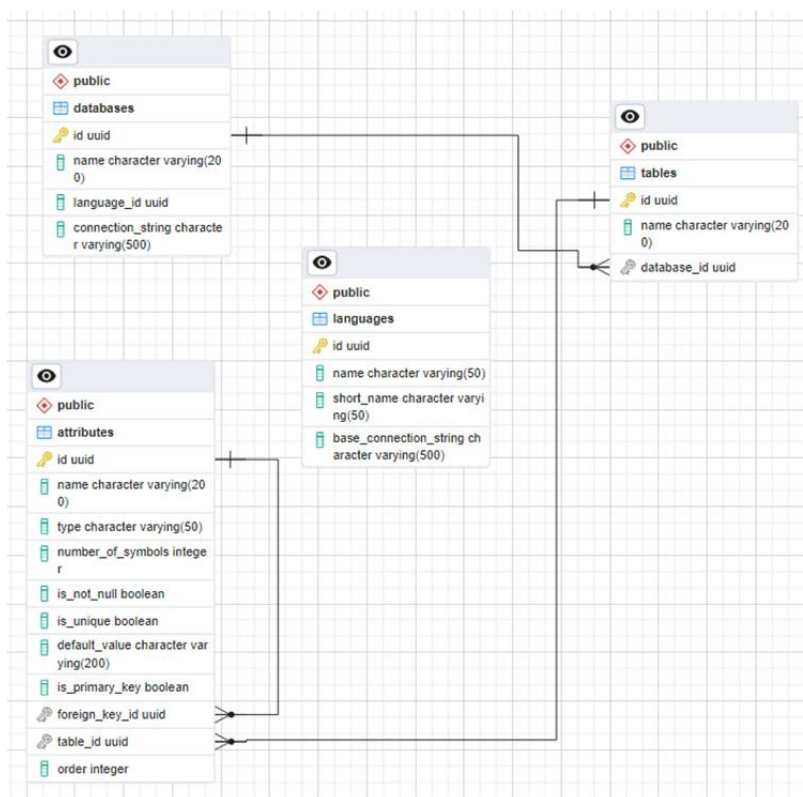 public
databases
id uuid
name character varying(20
0)
language_id uuid
connection_string characte
r varying(500)
public
tables
id uuid
name character varying(20
0)
database_id uuid
public
languages
id uuid
name character varying(50)
short_name character varyi
ng(50)
base_connection_string ch
aracter varying(500)
public
attributes
id uuid
name character varying(20
0)
type character varying(50)
number_of_symbols intege
r
is_not_null boolean
is_unique boolean
default_value character var
ying(200)
is_primary_key boolean
foreign_key_id uuid
table_id uuid
order integer